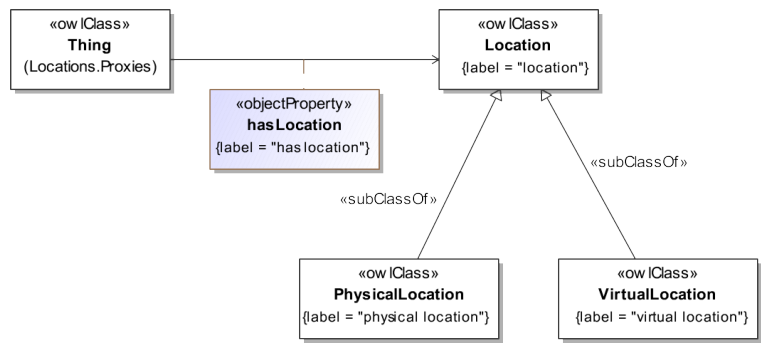 «owlClass»
Thing
(Locations.Proxies)
«owlClass»
Location
{label = "location"}
«objectProperty»
hasLocation
{label = "has location"}
«subClassOf»
«subClassOf»
«owlClass»
PhysicalLocation
{label = "physical location"}
«owlClass»
VirtualLocation
{label = "virtual location"}